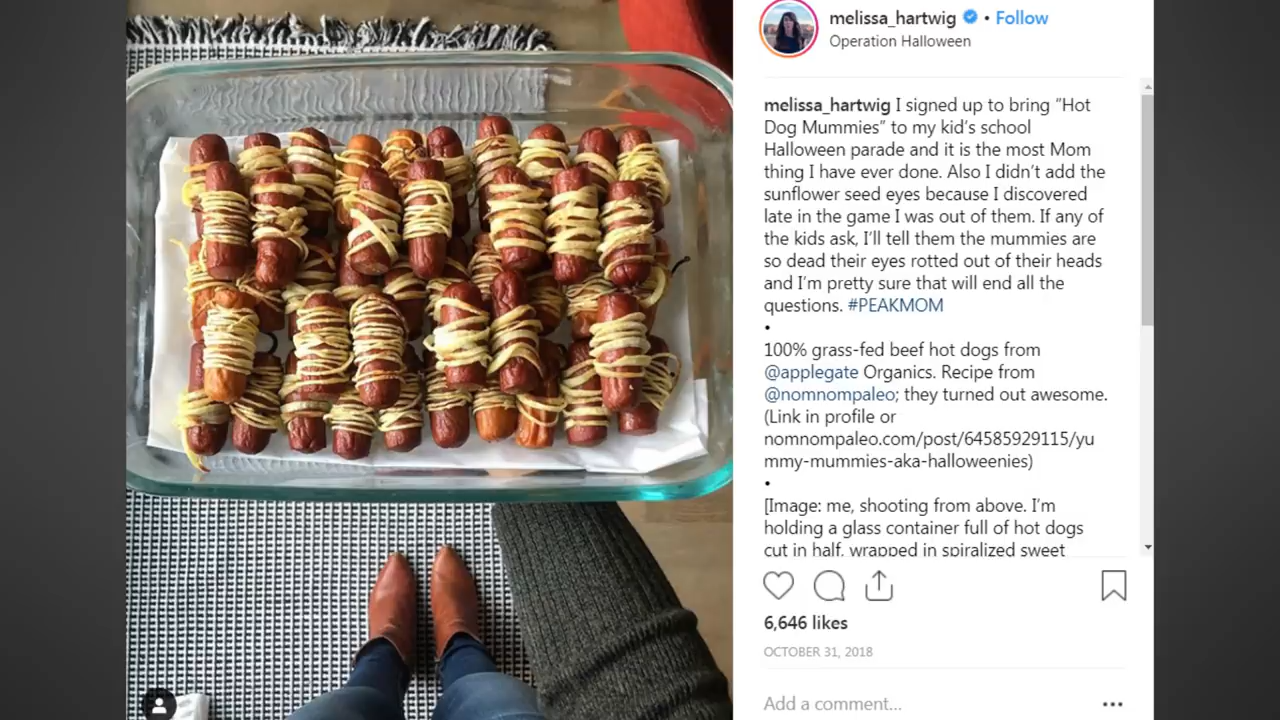 melissa_hartwig • Follow
Operation Halloween
melissa_hartwig I signed up to bring “Hot
Dog Mummies” to my kid’s school
Halloween parade and it is the most Mom
thing I have ever done. Also I didn’t add the
sunflower seed eyes because I discovered
late in the game I was out of them. If any of
the kids ask, I’ll tell them the mummies are
so dead their eyes rotted out of their heads
and I’m pretty sure that will end all the
questions. #PEAKMOM
•
100% grass-fed beef hot dogs from
@applegate Organics. Recipe from
@nomnompaleo; they turned out awesome.
(Link in profile or
nomnompaleo.com/post/64585929115/yu
mmy-mummies-aka-halloweenies)
•
[Image: me, shooting from above. I’m
holding a glass container full of hot dogs
cut in half, wrapped in spiralized sweet
6,646 likes
OCTOBER 31, 2018
Add a comment...